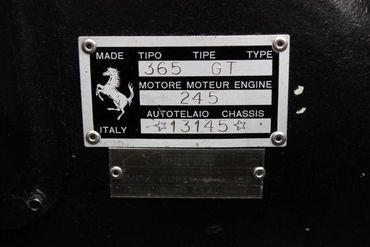 MADE TIPO TIPE TYPE
365 GT
MOTORE MOTEUR ENGINE
245
AUTOTELAIO CHASSIS
☆13145☆
ITALY